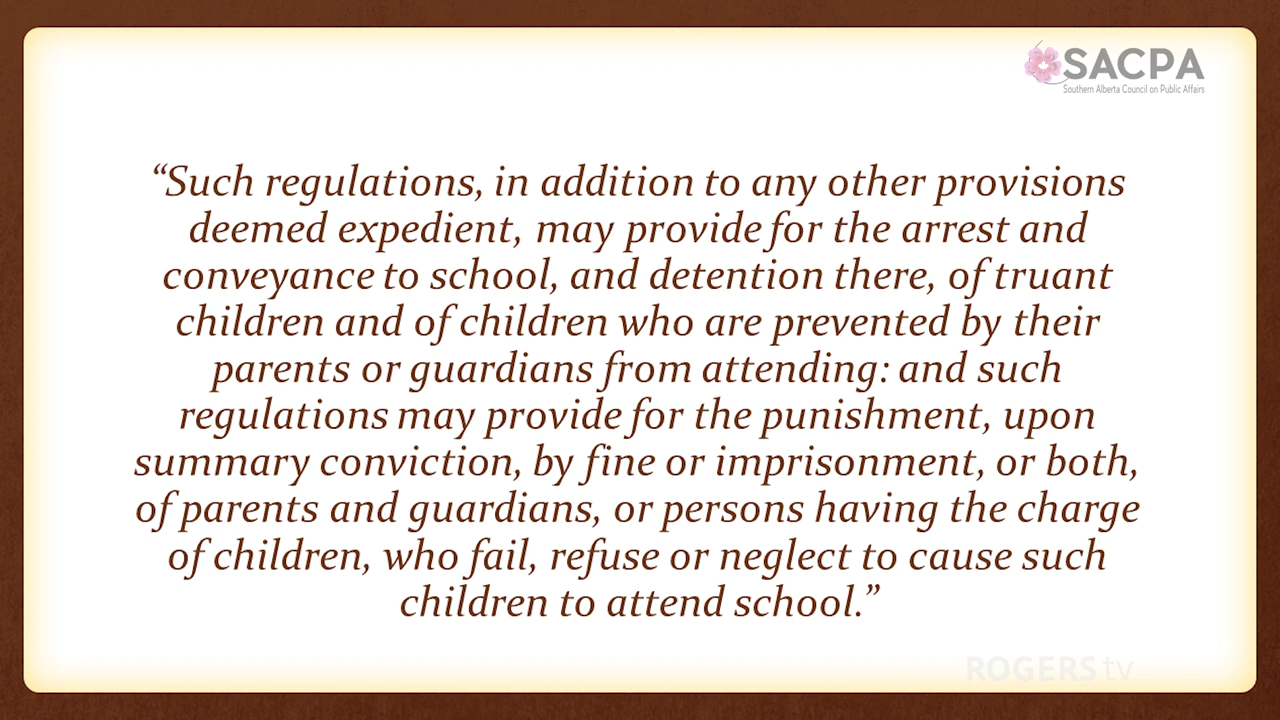 SACPA
Southern Alberta Council on Public Affairs
“Such regulations, in addition to any other provisions
deemed expedient, may provide for the arrest and
conveyance to school, and detention there, of truant
children and of children who are prevented by their
parents or guardians from attending: and such
regulations may provide for the punishment, upon
summary conviction, by fine or imprisonment, or both,
of parents and guardians, or persons having the charge
of children, who fail, refuse or neglect to cause such
children to attend school.”
ROGERS tv